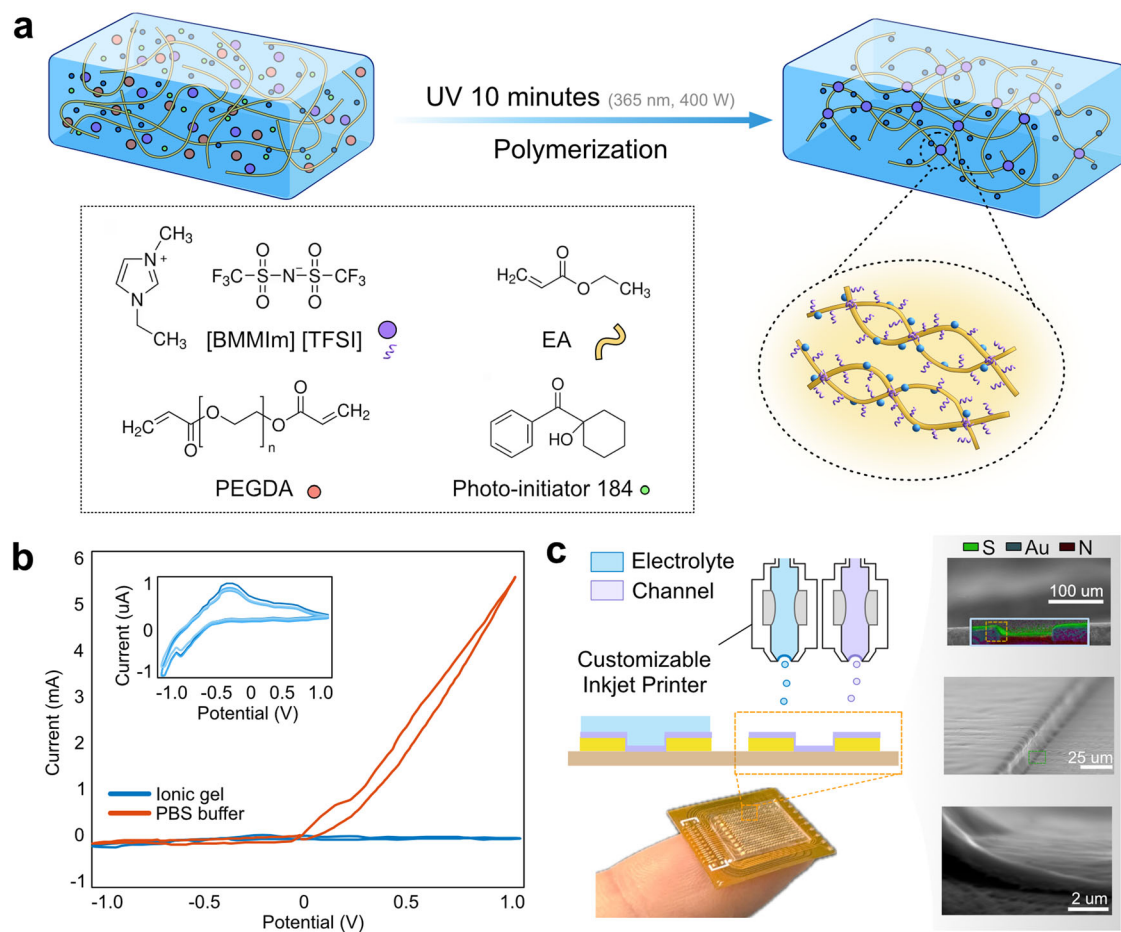 a
UV 10 minutes (365 nm, 400 W)
Polymerization
CH₃
N
+
N
CH₃
O O
F₃C S N⁻ S CF₃
O O
[BMMIm] [TFSI]
O
H₂C O CH₃
EA
H₂C O O CH₂
O O n
PEGDA
O
HO
Photo-initiator 184
b
6
5
4
3
2
1
0
-1
Current (mA)
-1.0 -0.5 0 0.5 1.0
Potential (V)
1
0
-1
Current (uA)
-1.0 -0.5 0 0.5 1.0
Potential (V)
Ionic gel
PBS buffer
c
Electrolyte
Channel
Customizable
Inkjet Printer
S Au N
100 um
25 um
2 um